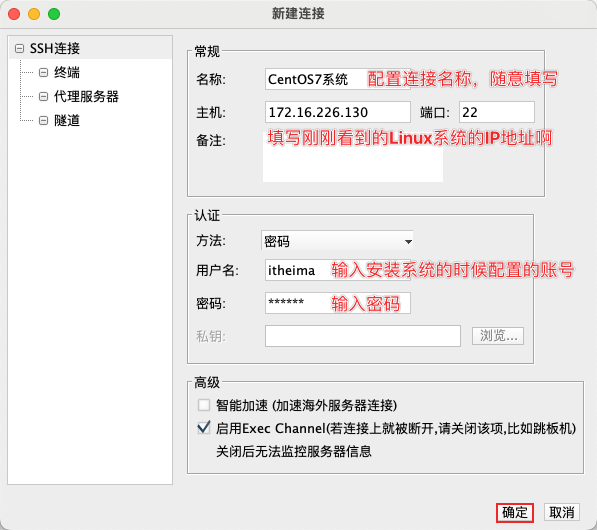 新建连接
SSH连接
终端
代理服务器
隧道
常规
名称: CentOS7系统 配置连接名称，随意填写
主机: 172.16.226.130 端口: 22
备注: 填写刚刚看到的Linux系统的IP地址啊
认证
方法: 密码
用户名: itheima 输入安装系统的时候配置的账号
密码: ****** 输入密码
私钥: 浏览...
高级
智能加速 (加速海外服务器连接)
启用Exec Channel(若连接上就被断开,请关闭该项,比如跳板机)
关闭后无法监控服务器信息
确定 取消